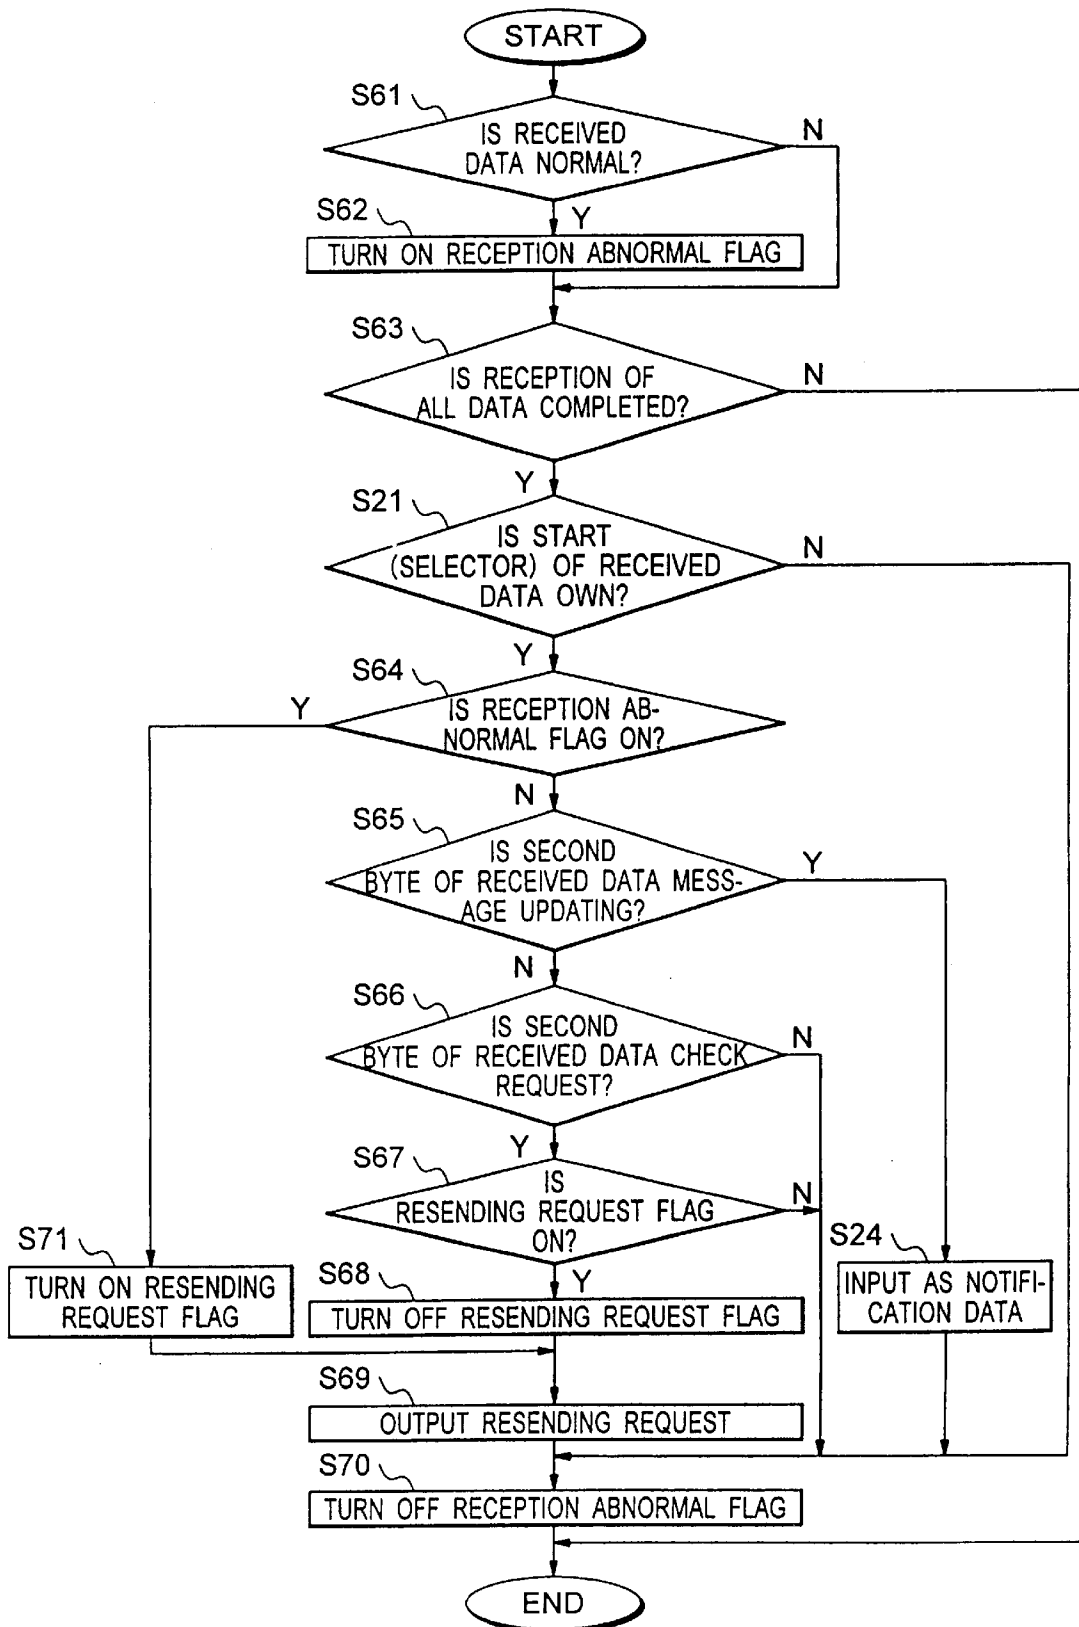 START
S61
IS RECEIVED
DATA NORMAL?
N
Y
S62
TURN ON RECEPTION ABNORMAL FLAG
S63
IS RECEPTION OF
ALL DATA COMPLETED?
N
Y
S21
IS START
(SELECTOR) OF RECEIVED
DATA OWN?
N
Y
S64
Y
IS RECEPTION AB-
NORMAL FLAG ON?
N
S65
IS SECOND
BYTE OF RECEIVED DATA MESS-
AGE UPDATING?
Y
N
S66
IS SECOND
BYTE OF RECEIVED DATA CHECK
REQUEST?
N
Y
S67
IS
RESENDING REQUEST FLAG
ON?
N
Y
S71
TURN ON RESENDING
REQUEST FLAG
S68
TURN OFF RESENDING REQUEST FLAG
S24
INPUT AS NOTIFI-
CATION DATA
S69
OUTPUT RESENDING REQUEST
S70
TURN OFF RECEPTION ABNORMAL FLAG
END